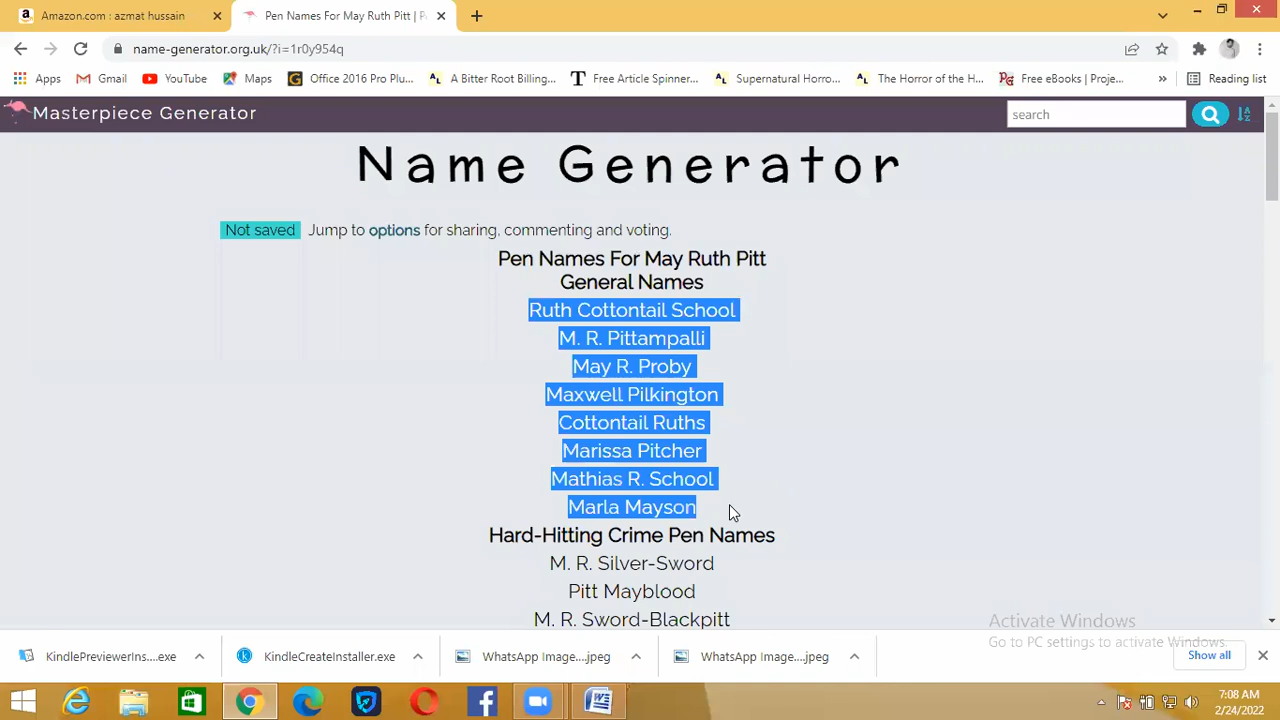 Amazon.com : azmat hussain
Pen Names For May Ruth Pitt | P
name-generator.org.uk/?i=1r0y954q
Apps
Gmail
YouTube
Maps
Office 2016 Pro Plu...
A Bitter Root Billing...
Free Article Spinner...
Supernatural Horro...
The Horror of the H...
Free eBooks | Proje...
Reading list
Masterpiece Generator
search
Name Generator
Not saved Jump to options for sharing, commenting and voting.
Pen Names For May Ruth Pitt
General Names
Ruth Cottontail School
M. R. Pittampalli
May R. Proby
Maxwell Pilkington
Cottontail Ruths
Marissa Pitcher
Mathias R. School
Marla Mayson
Hard-Hitting Crime Pen Names
M. R. Silver-Sword
Pitt Mayblood
M. R. Sword-Blackpitt
Activate Windows
Go to PC settings to activate Windows.
KindlePreviewerIns....exe
KindleCreateInstaller.exe
WhatsApp Image....jpeg
WhatsApp Image....jpeg
Show all
7:08 AM
2/24/2022